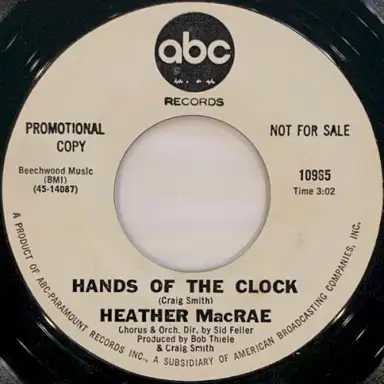 abc
RECORDS
PROMOTIONAL
COPY
NOT FOR SALE
Beechwood Music
(BMI)
(45-14087)
10965
Time 3:02
HANDS OF THE CLOCK
(Craig Smith)
HEATHER MacRAE
Chorus & Orch. Dir. by Sid Feller
Produced by Bob Thiele
& Craig Smith
A PRODUCT OF ABC-PARAMOUNT RECORDS INC., A SUBSIDIARY OF AMERICAN BROADCASTING COMPANIES, INC.